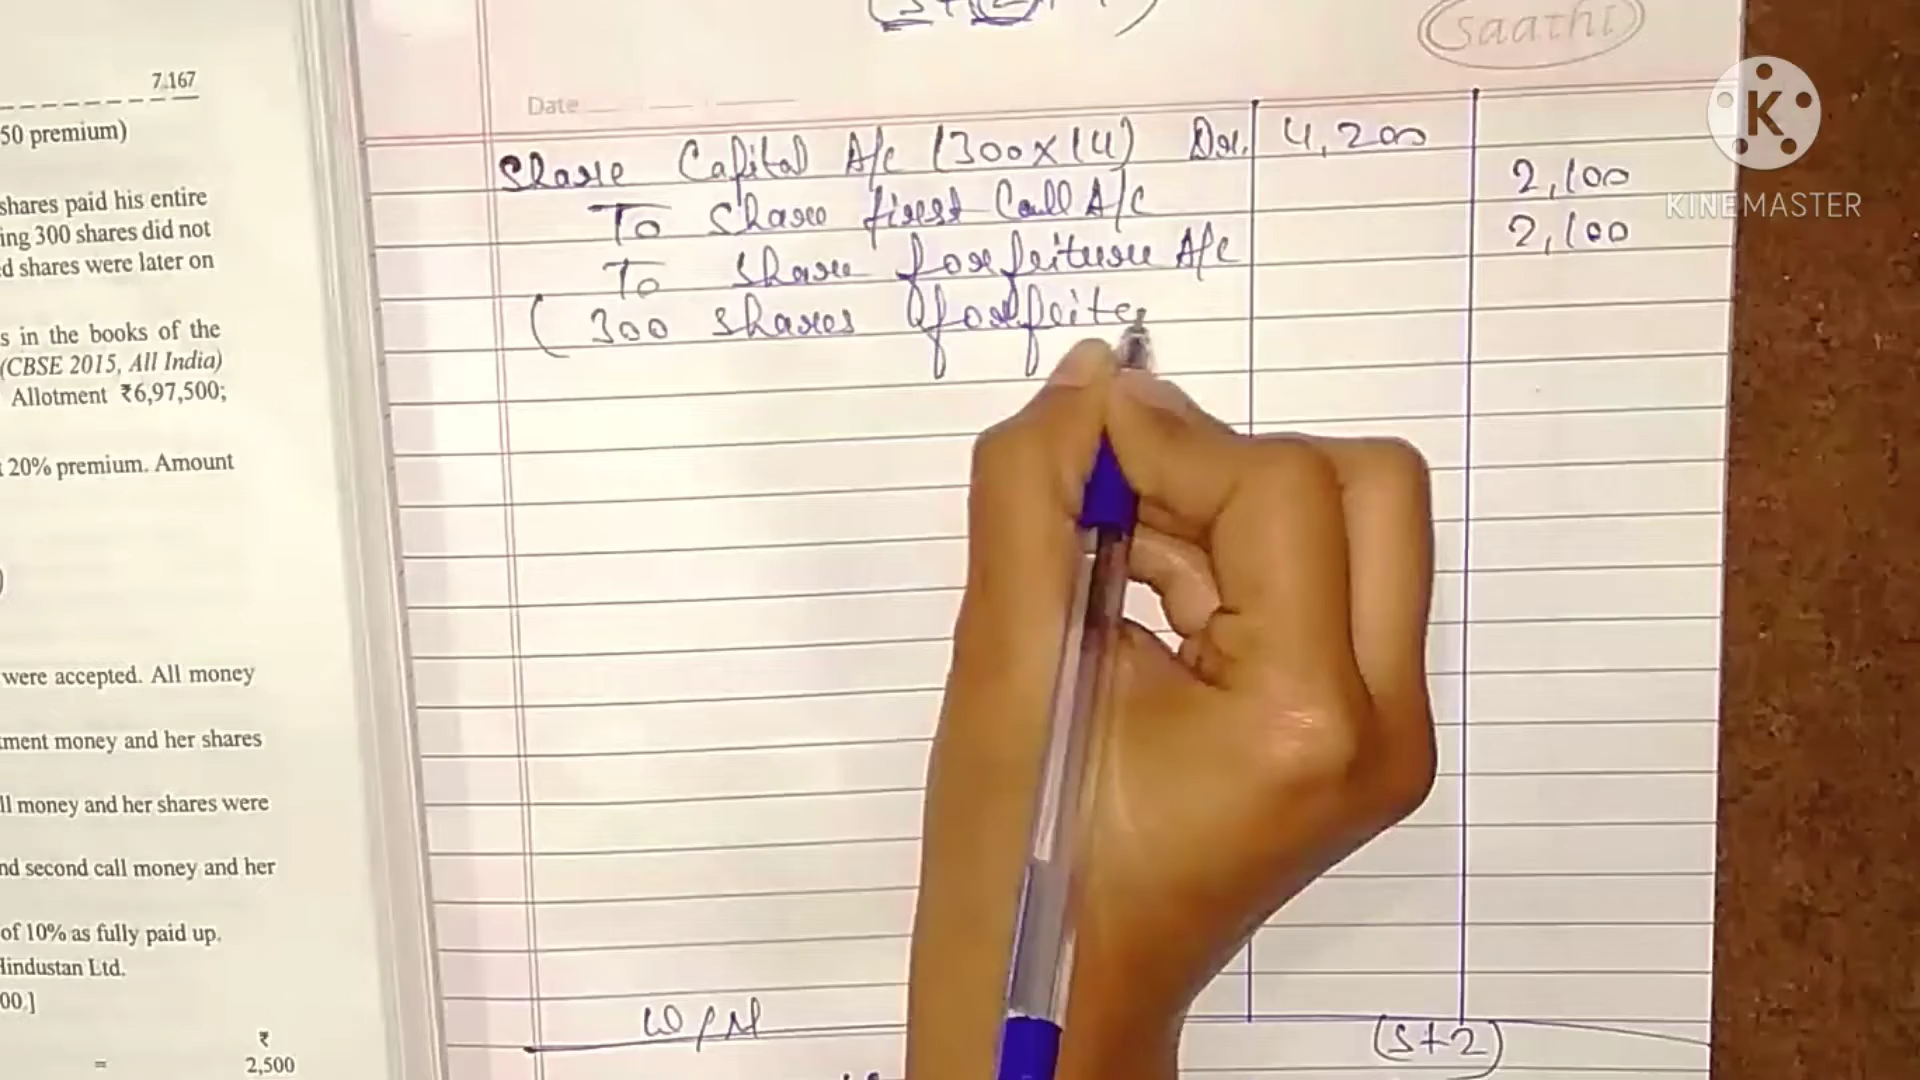 7.167
50 premium)
shares paid his entire
ing 300 shares did not
d shares were later on
s in the books of the
(CBSE 2015, All India)
Allotment ₹6,97,500;
20% premium. Amount
)
were accepted. All money
tment money and her shares
ll money and her shares were
nd second call money and her
of 10% as fully paid up.
Hindustan Ltd.
00.]
₹
= 2,500
Saathi
Date
Share Capital A/c (300×14) Dr. 4,200
To Share first Call A/c 2,100
To Share forfeiture A/c 2,100
( 300 shares forfeite
W/N
(5+2)
K
KINEMASTER